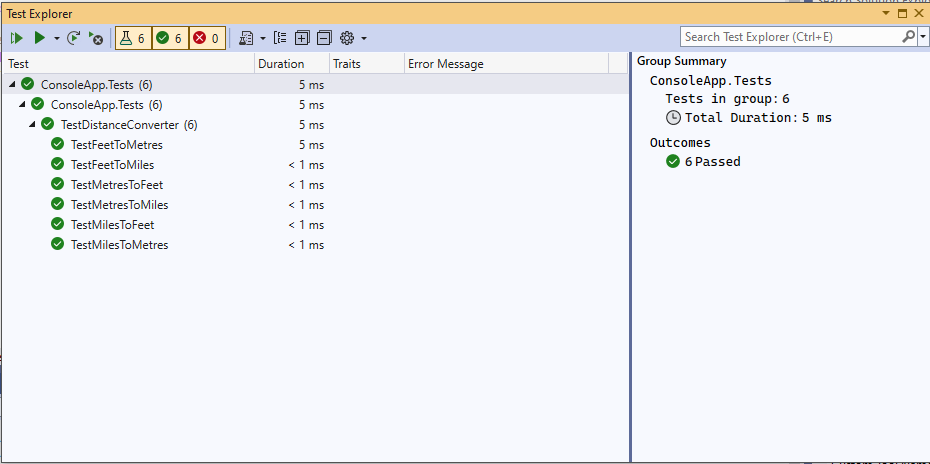 Test Explorer
6 6 0
Search Test Explorer (Ctrl+E)
Test Duration Traits Error Message
ConsoleApp.Tests (6) 5 ms
ConsoleApp.Tests (6) 5 ms
TestDistanceConverter (6) 5 ms
TestFeetToMetres 5 ms
TestFeetToMiles < 1 ms
TestMetresToFeet < 1 ms
TestMetresToMiles < 1 ms
TestMilesToFeet < 1 ms
TestMilesToMetres < 1 ms
Group Summary
ConsoleApp.Tests
Tests in group: 6
Total Duration: 5 ms
Outcomes
6 Passed